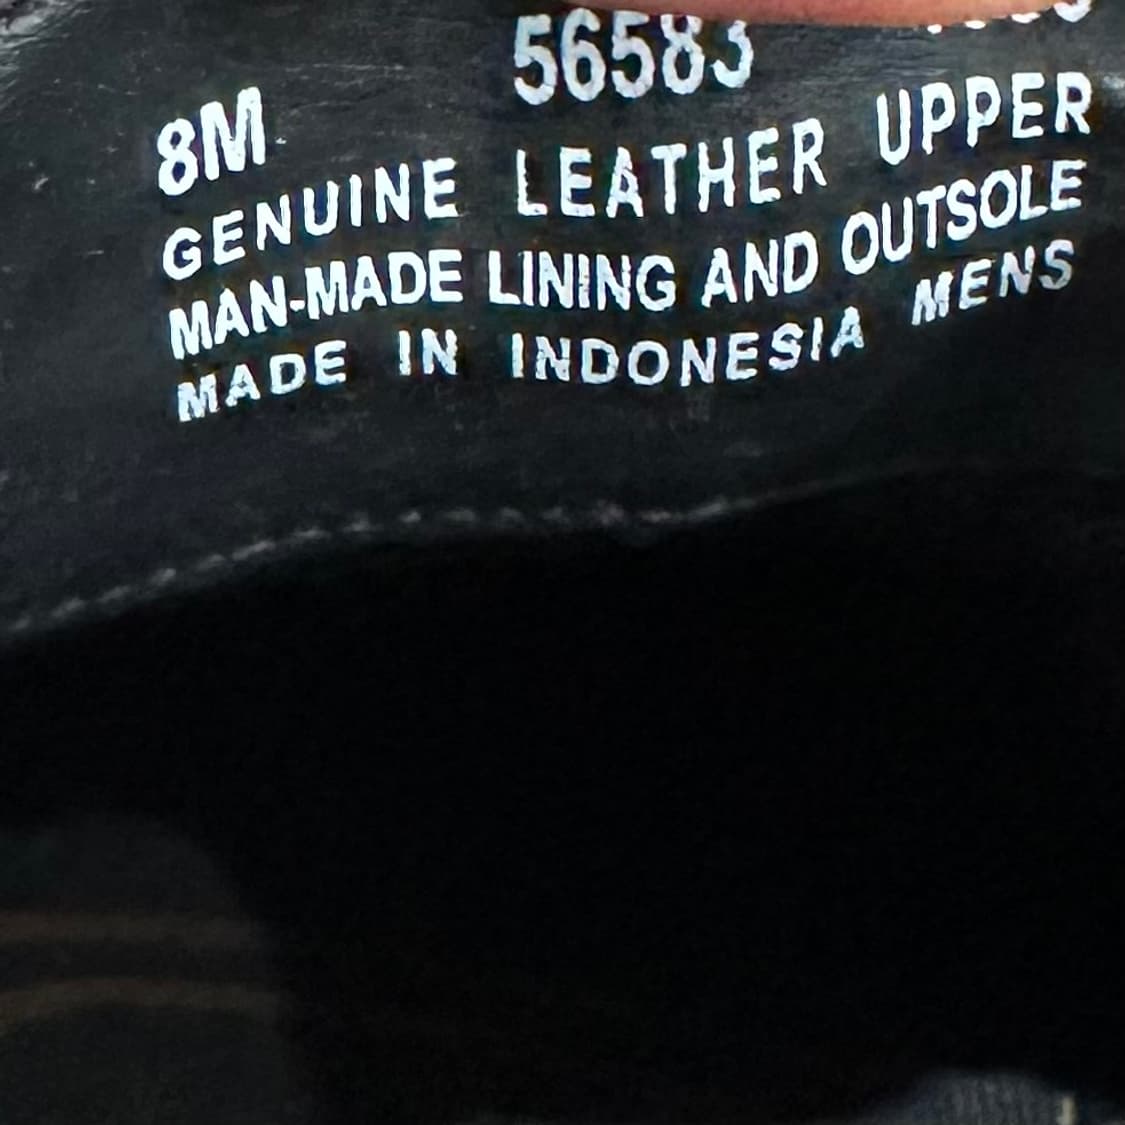 56583
8M
GENUINE LEATHER UPPER
MAN-MADE LINING AND OUTSOLE
MADE IN INDONESIA MENS